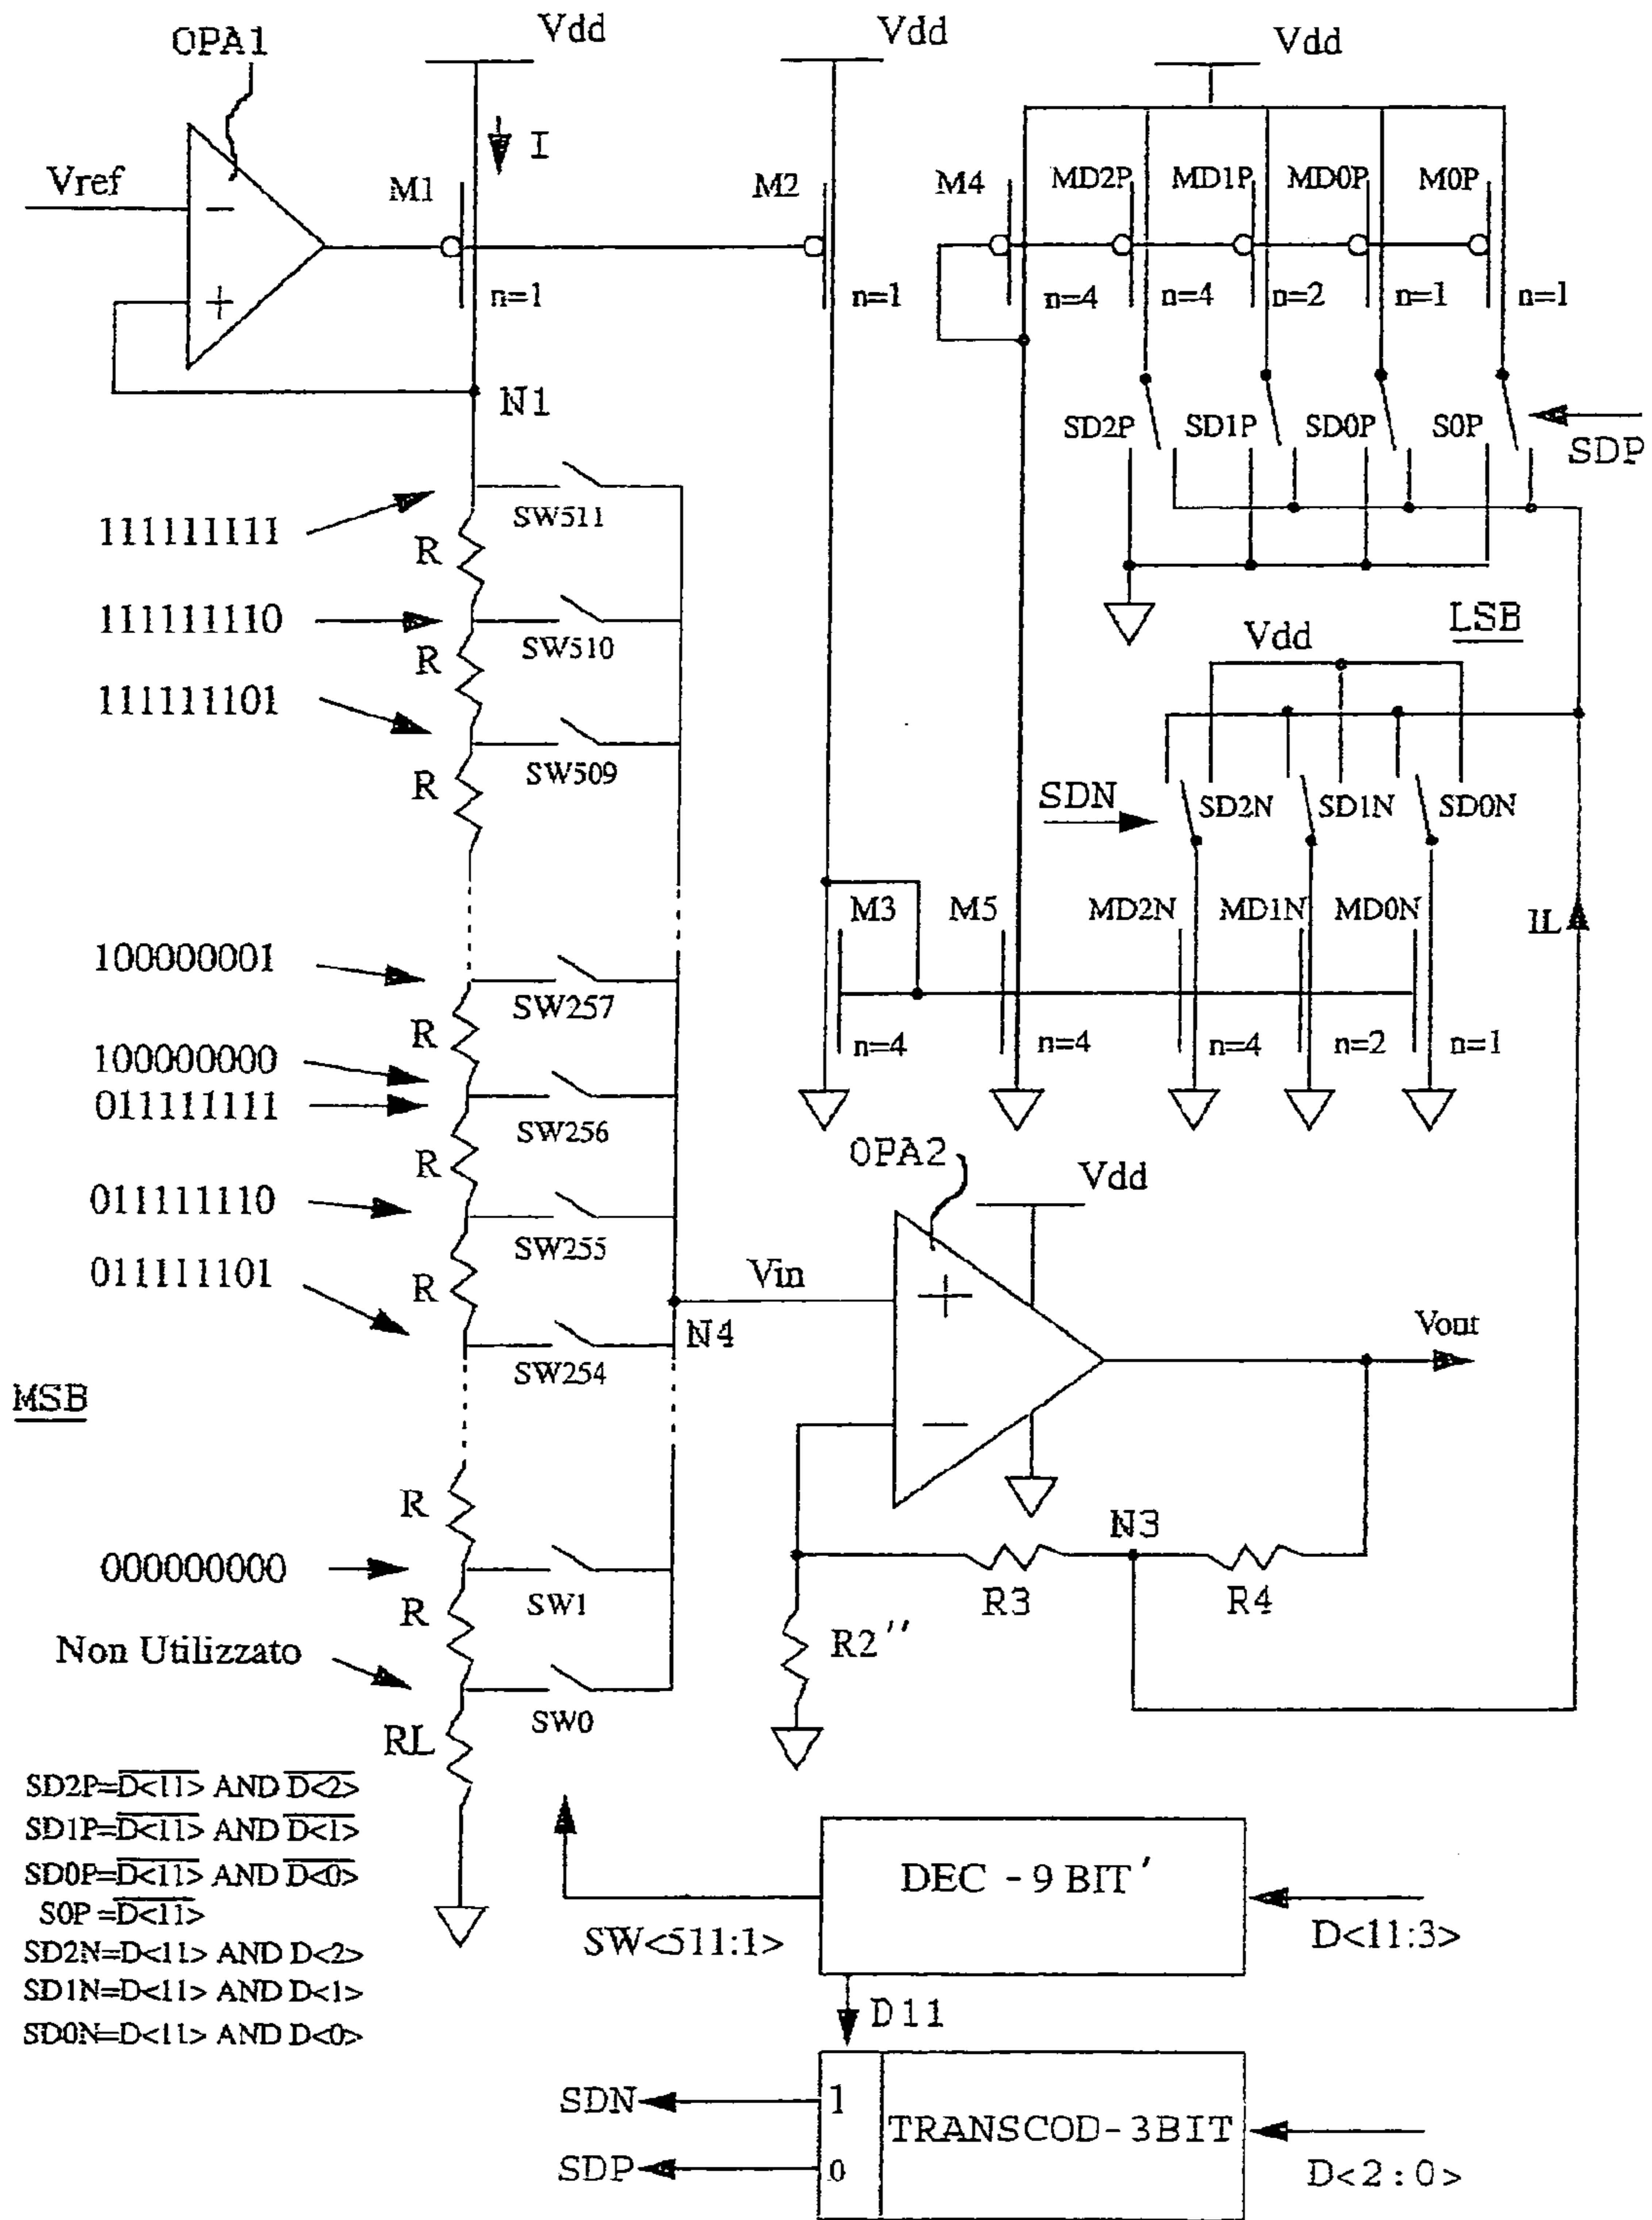 OPA1
Vdd
Vdd
Vdd
I
Vref
M1
M2
M4
MD2P
MD1P
MD0P
M0P
−
+
n=1
n=1
n=4
n=4
n=2
n=1
n=1
N1
SD2P
SD1P
SD0P
S0P
SDP
SW511
111111111
R
111111110
SW510
LSB
R
Vdd
111111101
SW509
R
SDN
SD2N
SD1N
SD0N
M3
M5
MD2N
MD1N
MD0N
IL
100000001
SW257
R
n=4
n=4
n=4
n=2
n=1
100000000
011111111
SW256
OPA2
Vdd
R
011111110
SW255
011111101
R
Vin
+
N4
Vout
SW254
MSB
−
R
N3
000000000
SW1
R3
R4
R
Non Utilizzato
R2''
SW0
RL
SD2P=D<11> AND D<2>
SD1P=D<11> AND D<1>
SD0P=D<11> AND D<0>
S0P=D<11>
SD2N=D<11> AND D<2>
SD1N=D<11> AND D<1>
SD0N=D<11> AND D<0>
DEC - 9 BIT'
SW<511:1>
D<11:3>
D11
SDN
1
TRANSCOD-3BIT
SDP
0
D<2:0>